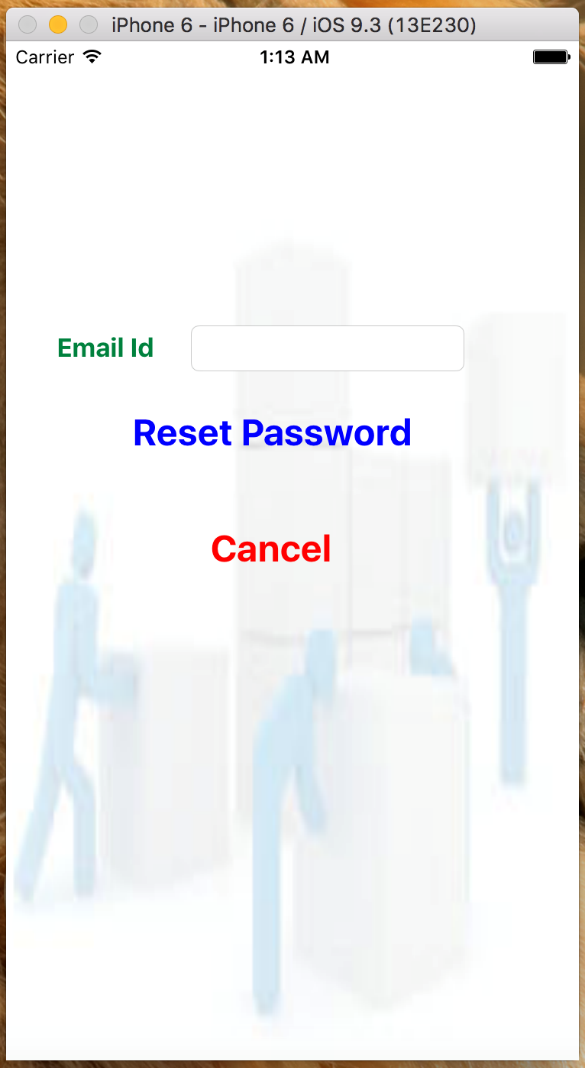 iPhone 6 - iPhone 6 / iOS 9.3 (13E230)
Carrier 1:13 AM
Email Id
Reset Password
Cancel